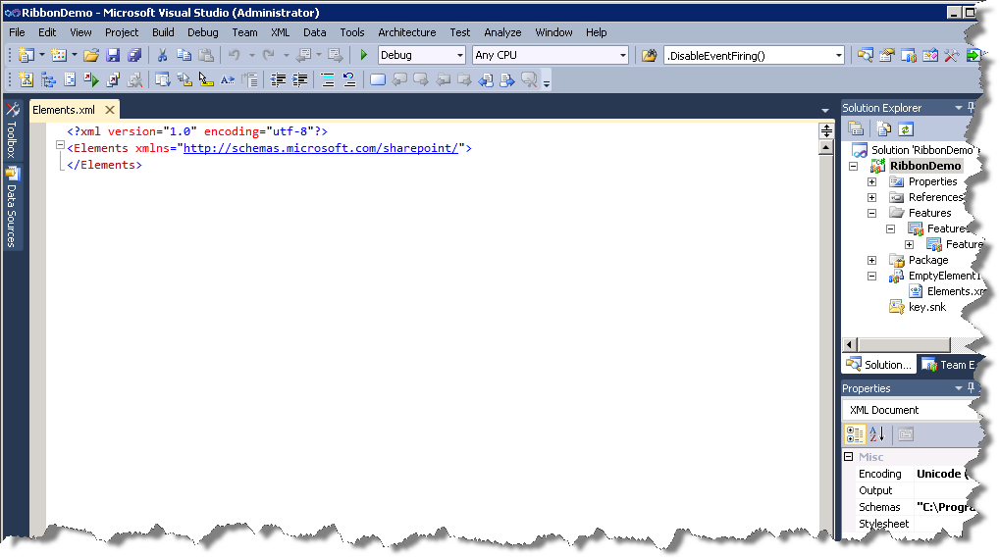 RibbonDemo - Microsoft Visual Studio (Administrator)
File Edit View Project Build Debug Team XML Data Tools Architecture Test Analyze Window Help
Debug Any CPU .DisableEventFiring()
Toolbox
Data Sources
Elements.xml
<?xml version="1.0" encoding="utf-8"?>
<Elements xmlns="http://schemas.microsoft.com/sharepoint/">
</Elements>
Solution Explorer
Solution 'RibbonDemo'
RibbonDemo
Properties
References
Features
Feature
Feature
Package
EmptyElement
Elements.x
key.snk
Solution... Team E
Properties
XML Document
Misc
Encoding Unicode (
Output
Schemas "C:\Progra
Stylesheet